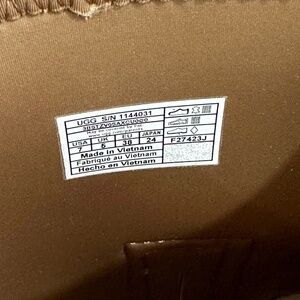 UGG S/N 1144031
USA UK EU JAPAN
7 5 38 24 F27423J
Made in Vietnam
Fabriqué au Vietnam
Hecho en Vietnam